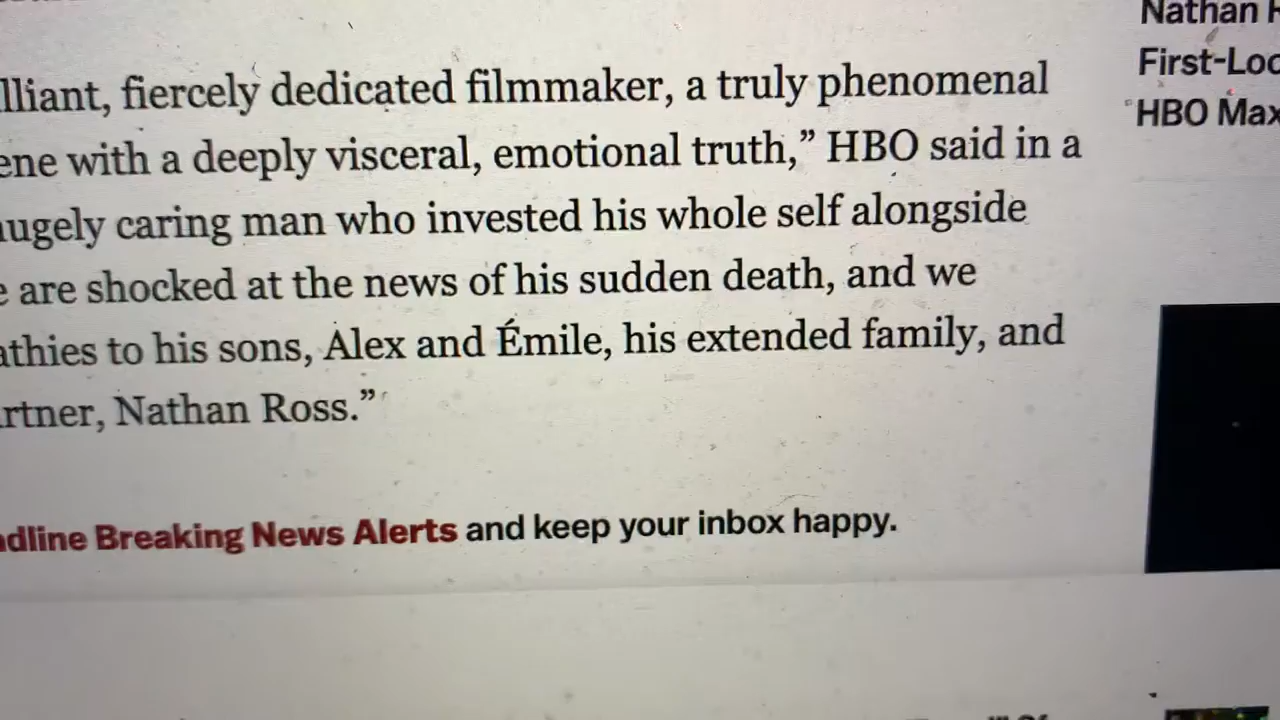 lliant, fiercely dedicated filmmaker, a truly phenomenal
ene with a deeply visceral, emotional truth,” HBO said in a
ugely caring man who invested his whole self alongside
e are shocked at the news of his sudden death, and we
athies to his sons, Alex and Émile, his extended family, and
rtner, Nathan Ross.”
dline Breaking News Alerts and keep your inbox happy.
Nathan
First-Loo
HBO Max